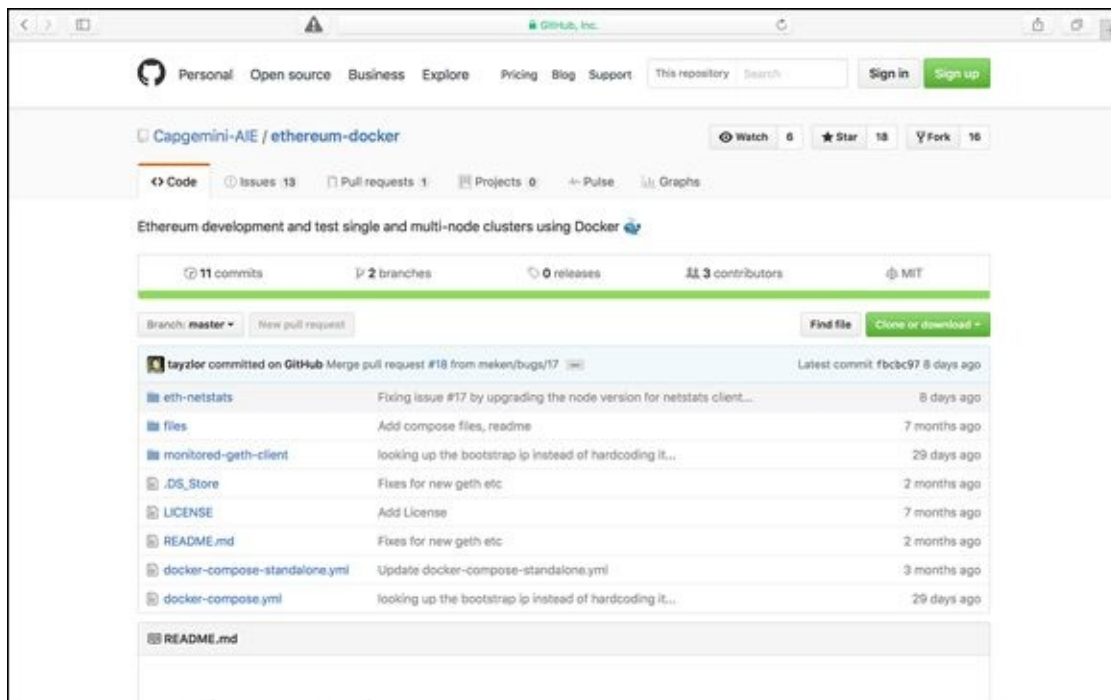 GitHub, Inc.
Personal Open source Business Explore Pricing Blog Support This repository Search Sign in Sign up
Capgemini-AIE / ethereum-docker Watch 6 Star 18 Fork 16
Code Issues 13 Pull requests 1 Projects 0 Pulse Graphs
Ethereum development and test single and multi-node clusters using Docker
11 commits 2 branches 0 releases 3 contributors MIT
Branch: master New pull request Find file Clone or download
tayzlor committed on GitHub Merge pull request #18 from meken/bugs/17 Latest commit fbcbc97 8 days ago
eth-netstats Fixing issue #17 by upgrading the node version for netstats client... 8 days ago
files Add compose files, readme 7 months ago
monitored-geth-client looking up the bootstrap ip instead of hardcoding it... 29 days ago
.DS_Store Fixes for new geth etc 2 months ago
LICENSE Add License 7 months ago
README.md Fixes for new geth etc 2 months ago
docker-compose-standalone.yml Update docker-compose-standalone.yml 3 months ago
docker-compose.yml looking up the bootstrap ip instead of hardcoding it... 29 days ago
README.md